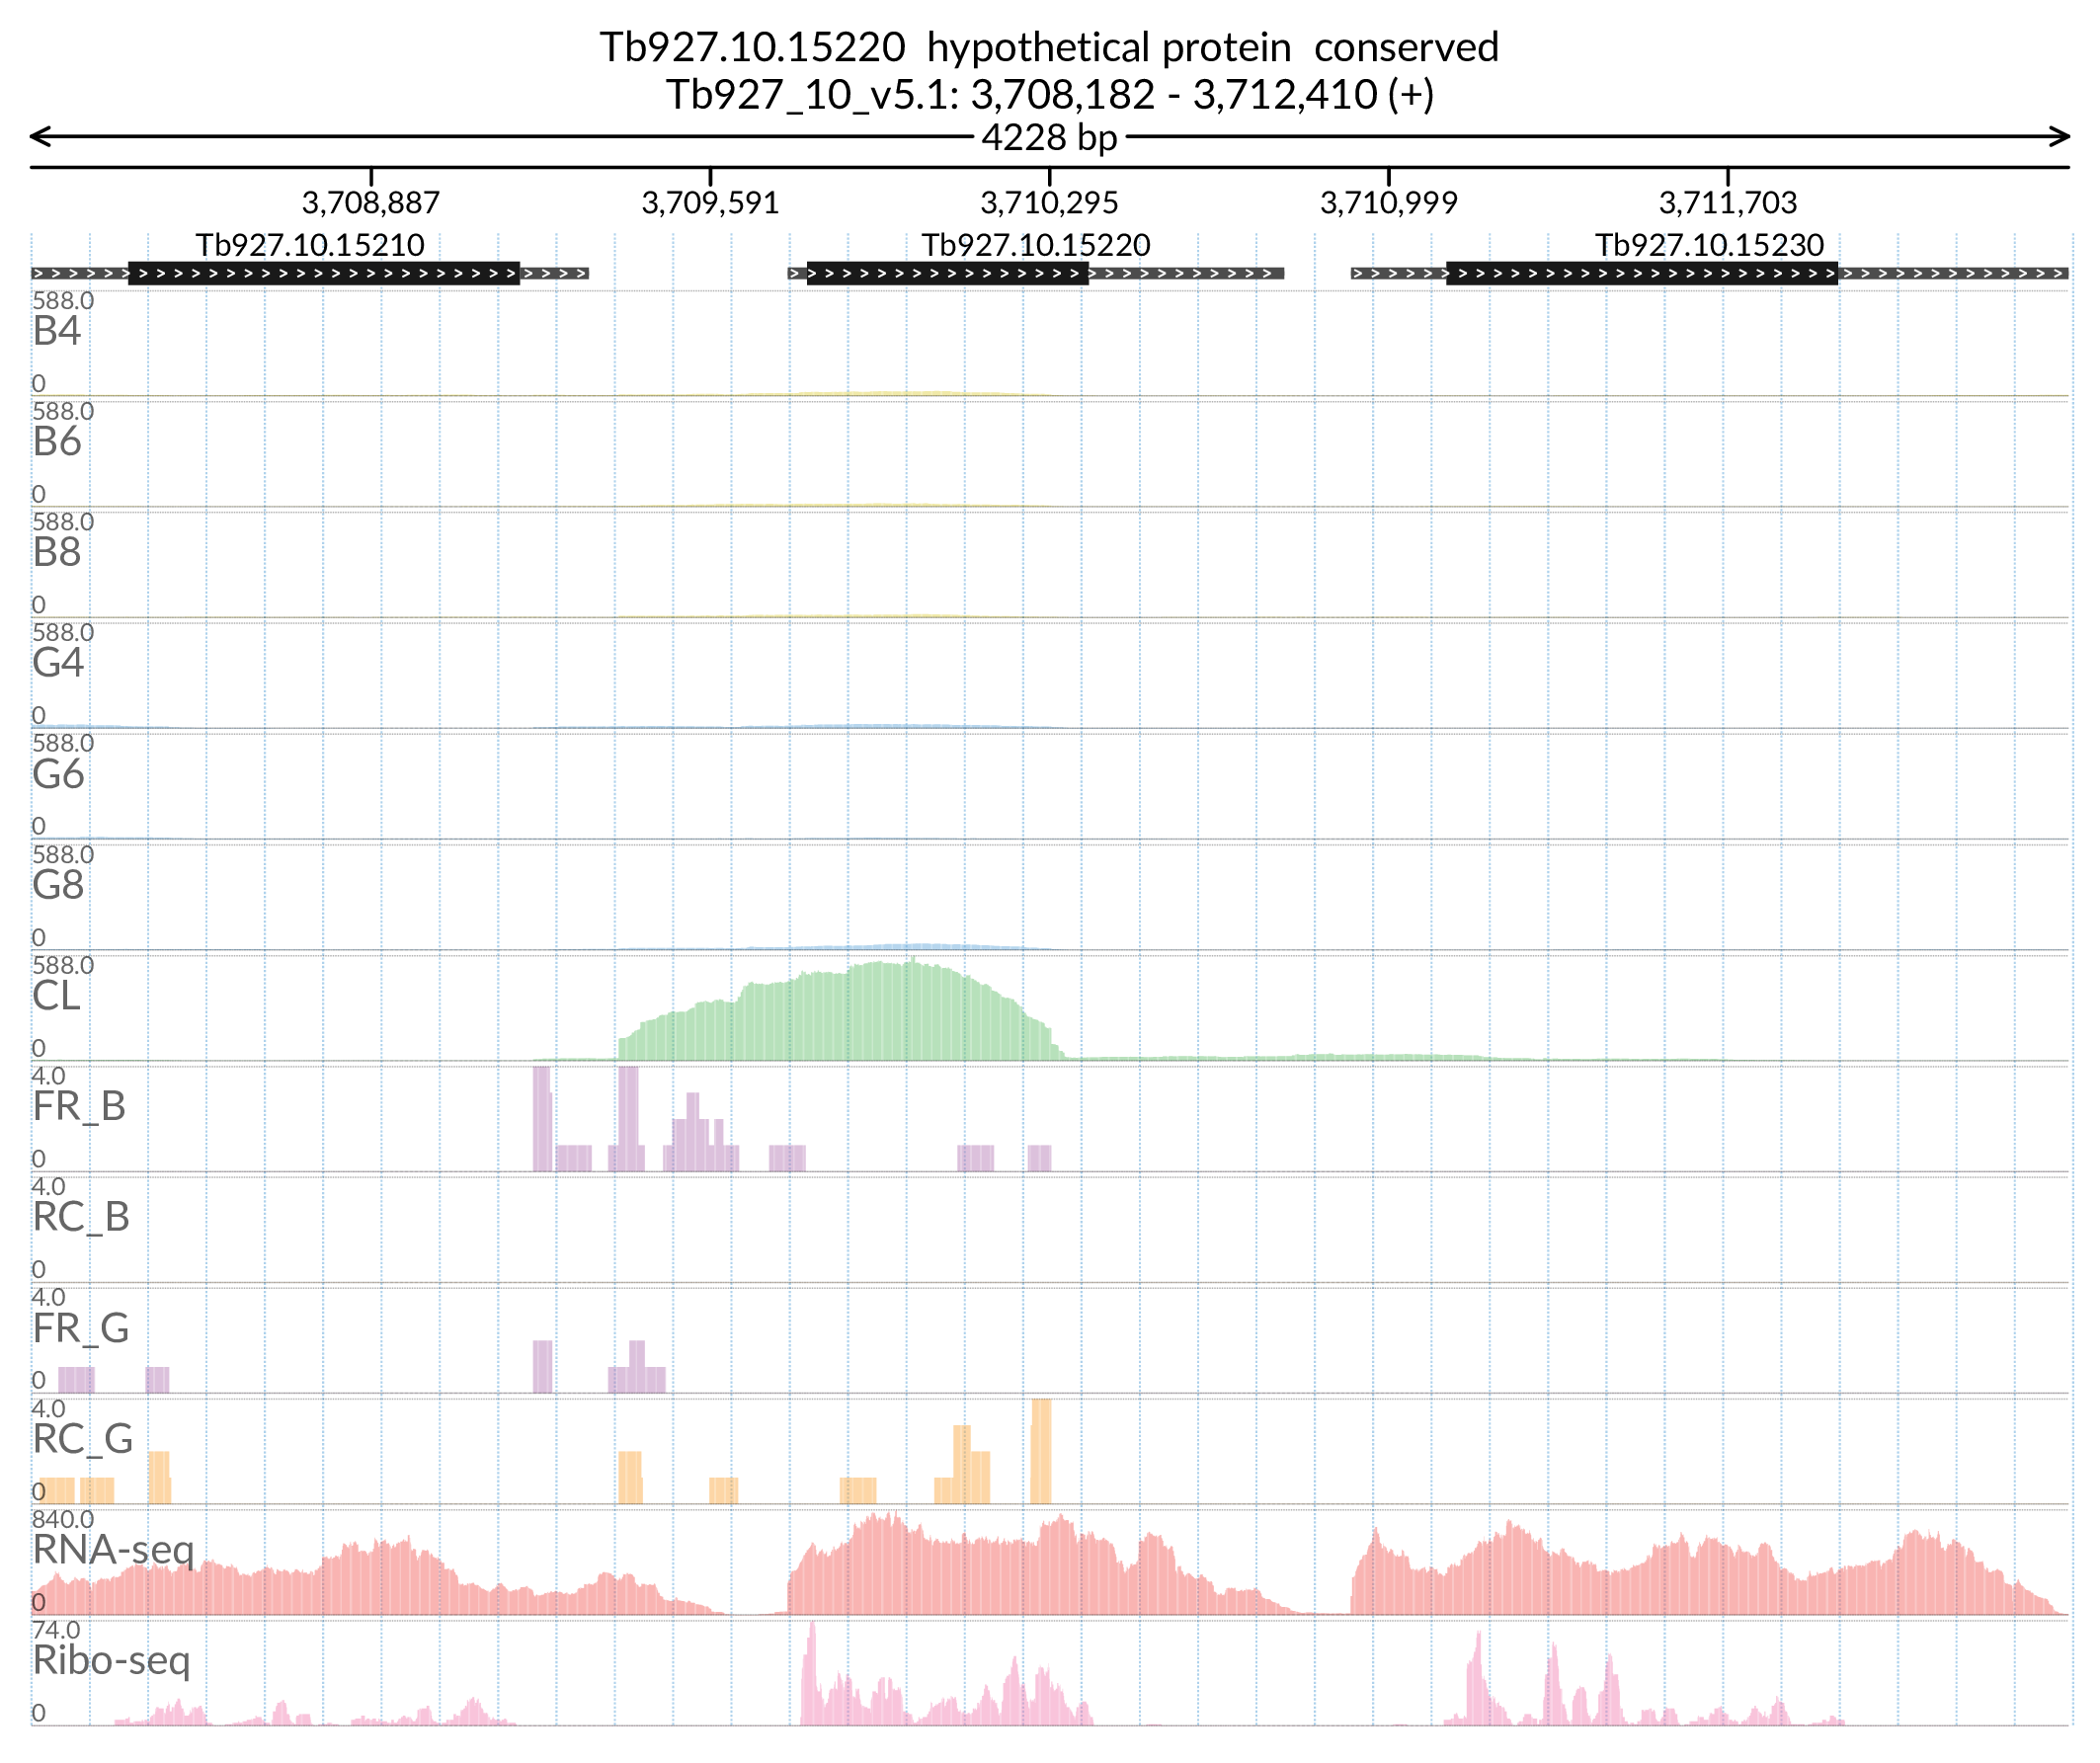 Tb927.10.15220 hypothetical protein conserved
Tb927_10_v5.1: 3,708,182 - 3,712,410 (+)
4228 bp
3,708,887 3,709,591 3,710,295 3,710,999 3,711,703
Tb927.10.15210 Tb927.10.15220 Tb927.10.15230
588.0
B4
0
588.0
B6
0
588.0
B8
0
588.0
G4
0
588.0
G6
0
588.0
G8
0
588.0
CL
0
4.0
FR_B
0
4.0
RC_B
0
4.0
FR_G
0
4.0
RC_G
0
840.0
RNA-seq
0
74.0
Ribo-seq
0